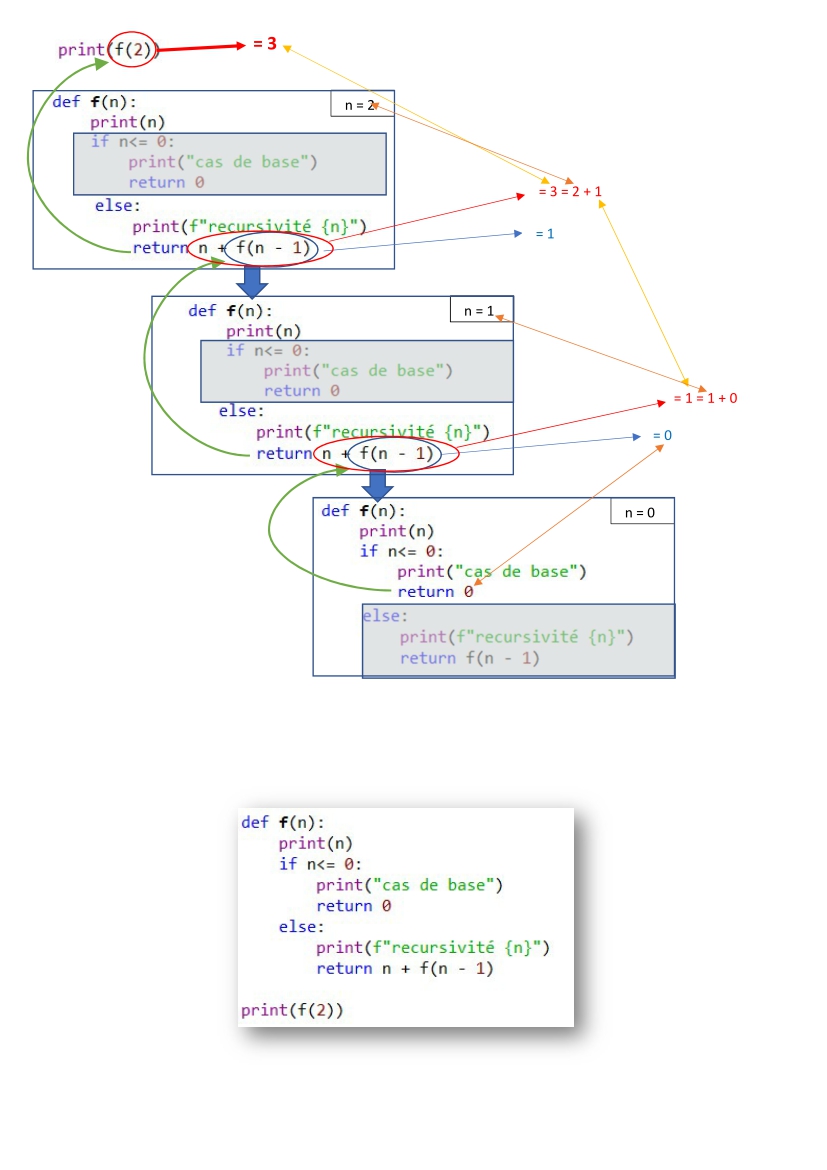 print(f(2)) = 3
def f(n): n = 2
    print(n)
    if n<= 0:
        print("cas de base")
        return 0
    else:
= 3 = 2 + 1
        print(f"recursivité {n}")
        return n + f(n - 1) = 1
def f(n): n = 1
    print(n)
    if n<= 0:
        print("cas de base")
        return 0
= 1 = 1 + 0
    else:
        print(f"recursivité {n}")
= 0
        return n + f(n - 1)
def f(n): n = 0
    print(n)
    if n<= 0:
        print("cas de base")
        return 0
    else:
        print(f"recursivité {n}")
        return f(n - 1)
def f(n):
    print(n)
    if n<= 0:
        print("cas de base")
        return 0
    else:
        print(f"recursivité {n}")
        return n + f(n - 1)
print(f(2))